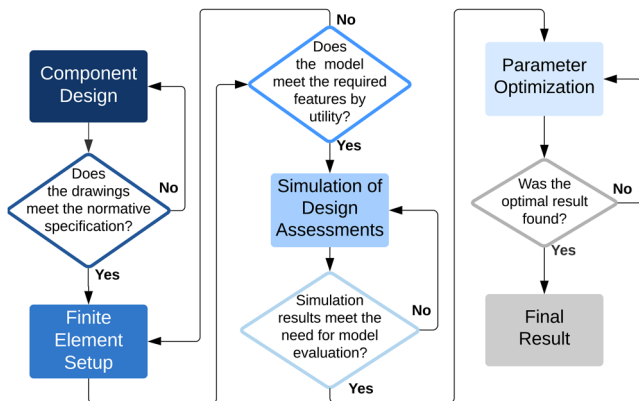 Component
Design
Does
the drawings
meet the normative
specification?
No
Yes
Finite
Element
Setup
No
Does
the model
meet the required
features by
utility?
Yes
Simulation of
Design
Assessments
Simulation
results meet the
need for model
evaluation?
No
Yes
Parameter
Optimization
Was the
optimal result
found?
No
Yes
Final
Result